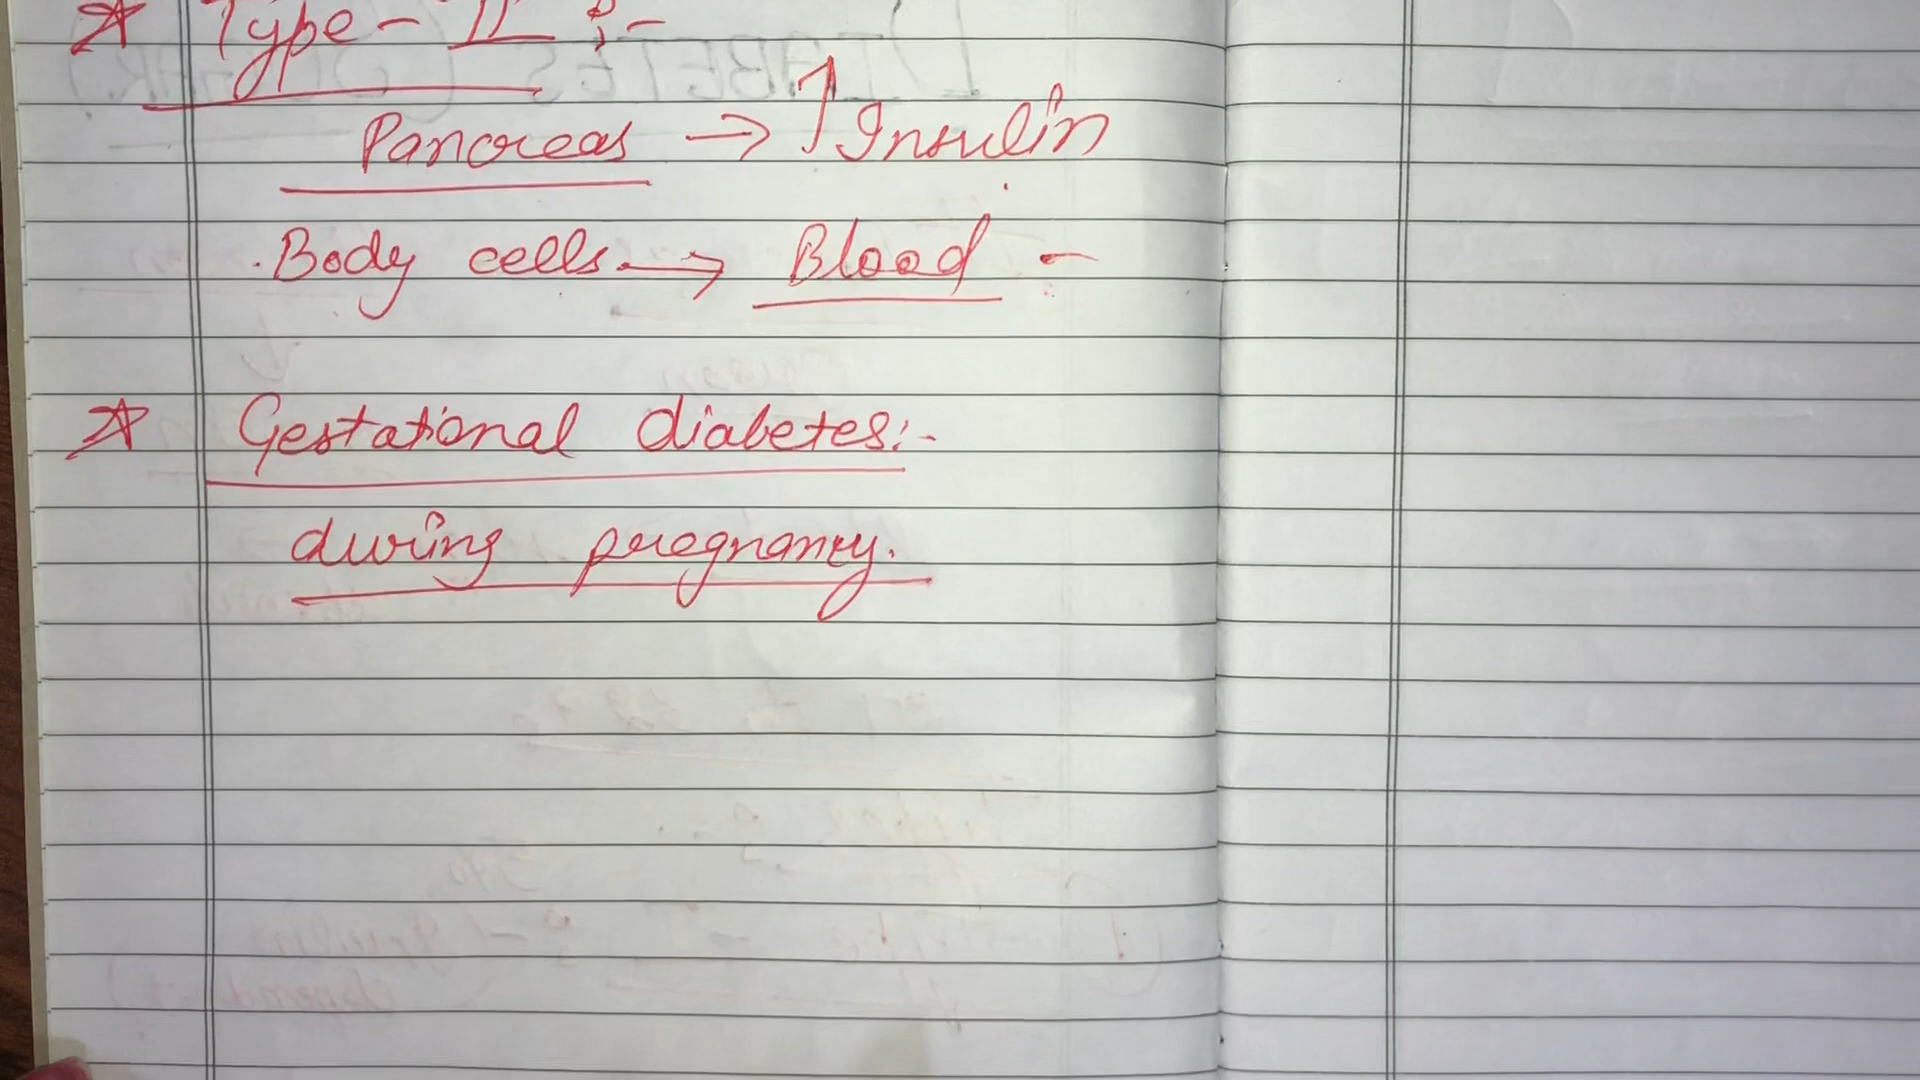 ☆ Type - II :-
Pancreas → ↑ Insulin
Body cells → Blood -
☆ Gestational diabetes:-
during pregnancy.